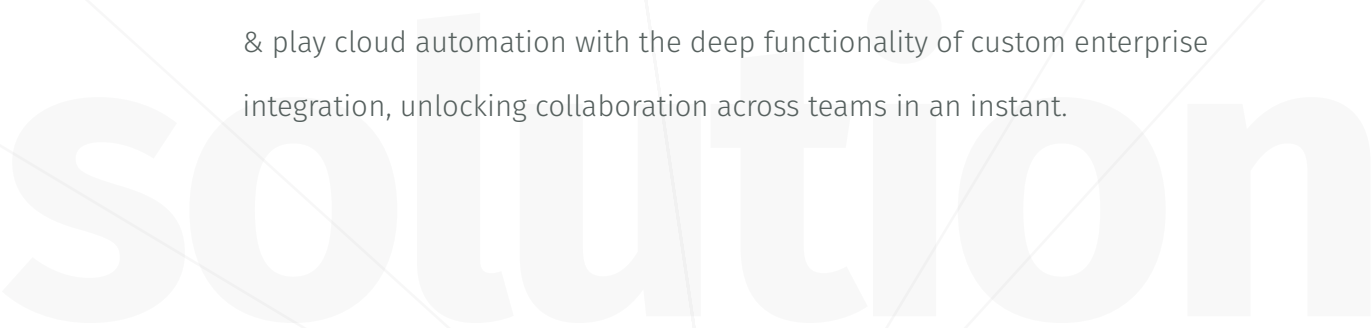 & play cloud automation with the deep functionality of custom enterprise
integration, unlocking collaboration across teams in an instant.
solution